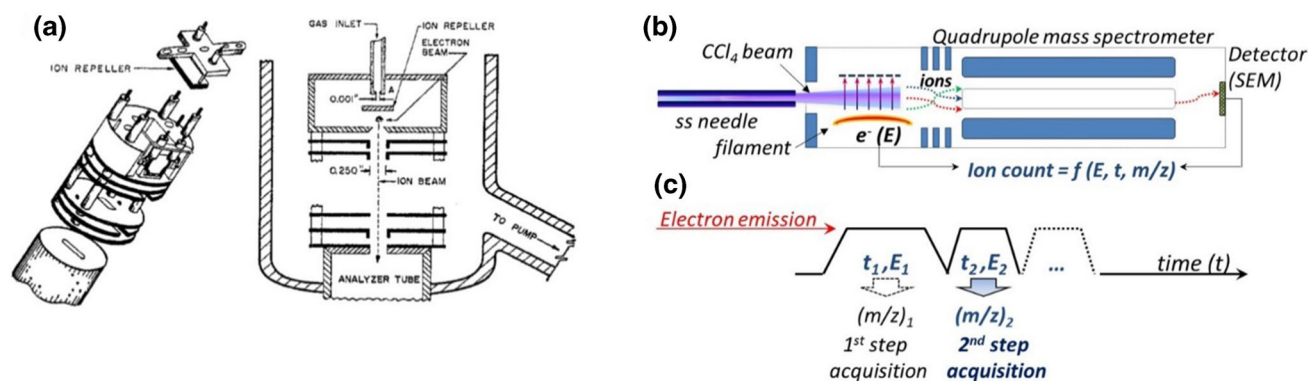 (a)
ION REPELLER
GAS INLET
ION REPELLER
ELECTRON
BEAM
A
0.001"
0.250"
ION BEAM
TO PUMP
ANALYZER TUBE
(b)
Quadrupole mass spectrometer
CCl4 beam
Detector
(SEM)
ions
ss needle
filament
e- (E)
Ion count = f (E, t, m/z)
(c)
Electron emission
t1,E1
t2,E2
...
time (t)
(m/z)1
(m/z)2
1st step
acquisition
2nd step
acquisition